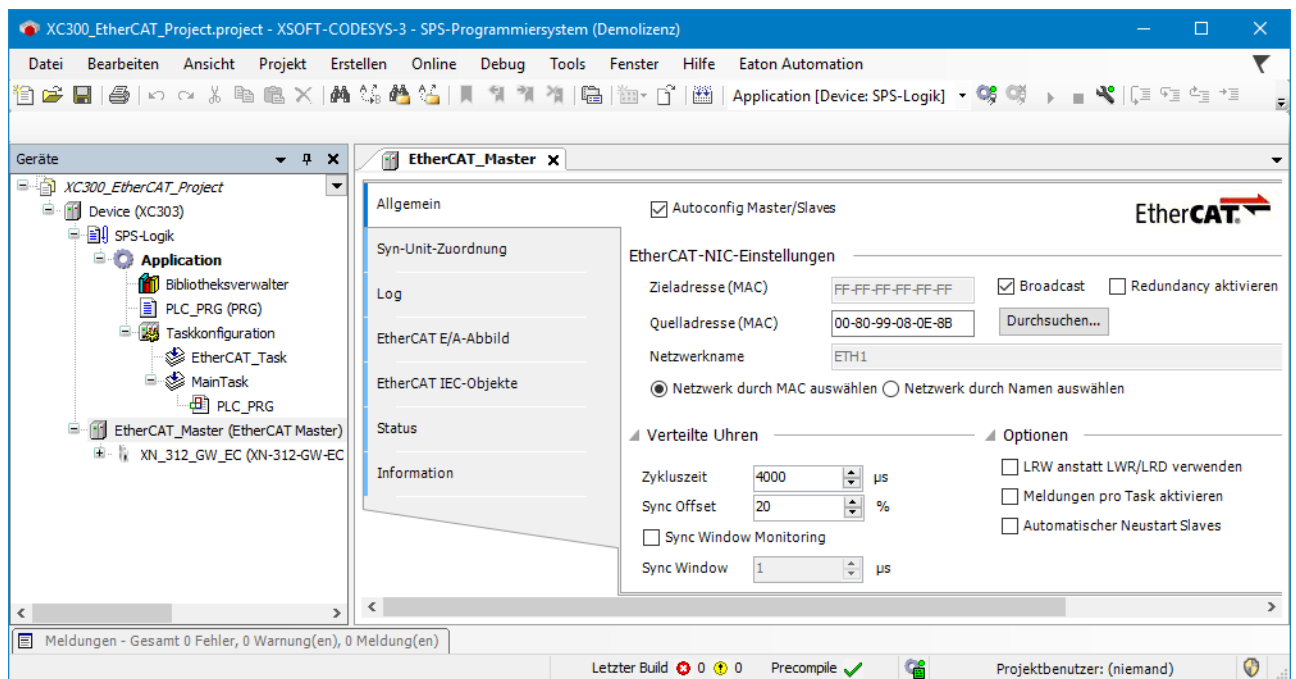 XC300_EtherCAT_Project.project - XSOFT-CODESYS-3 - SPS-Programmiersystem (Demolizenz)
Datei Bearbeiten Ansicht Projekt Erstellen Online Debug Tools Fenster Hilfe Eaton Automation
Application [Device: SPS-Logik]
Geräte
XC300_EtherCAT_Project
Device (XC303)
SPS-Logik
Application
Bibliotheksverwalter
PLC_PRG (PRG)
Taskkonfiguration
EtherCAT_Task
MainTask
PLC_PRG
EtherCAT_Master (EtherCAT Master)
XN_312_GW_EC (XN-312-GW-EC
EtherCAT_Master
Allgemein
Syn-Unit-Zuordnung
Log
EtherCAT E/A-Abbild
EtherCAT IEC-Objekte
Status
Information
Autoconfig Master/Slaves
EtherCAT.
EtherCAT-NIC-Einstellungen
Zieladresse (MAC) FF-FF-FF-FF-FF-FF Broadcast Redundancy aktivieren
Quelladresse (MAC) 00-80-99-08-0E-8B Durchsuchen...
Netzwerkname ETH1
Netzwerk durch MAC auswählen Netzwerk durch Namen auswählen
Verteilte Uhren
Zykluszeit 4000 µs
Sync Offset 20 %
Sync Window Monitoring
Sync Window 1 µs
Optionen
LRW anstatt LWR/LRD verwenden
Meldungen pro Task aktivieren
Automatischer Neustart Slaves
Meldungen - Gesamt 0 Fehler, 0 Warnung(en), 0 Meldung(en)
Letzter Build 0 0 Precompile Projektbenutzer: (niemand)